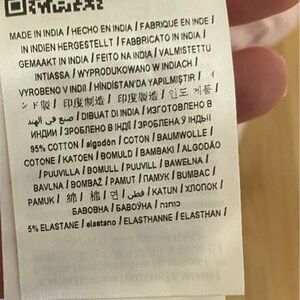 MADE IN INDIA / HECHO EN INDIA / FABRIQUE EN INDE /
IN INDIEN HERGESTELLT / FABBRICATO IN INDIA /
GEMAAKT IN INDIA / FEITO NA INDIA / VALMISTETTU
INTIASSA / WYPRODUKOWANO W INDIACH /
VYROBENO V INDII / HİNDİSTAN'DA YAPILMIŞTIR / イ
ンド製 / 印度制造 / 印度製造 / 인도 제품 /
صنع في الهند / DIBUAT DI INDIA / ИЗГОТОВЛЕНО В
ИНДИИ / ЗРОБЛЕНО В ІНДІЇ / ЗРОБЛЕНА Ў ІНДЫІ
95% COTTON / algodón / COTON / BAUMWOLLE /
COTONE / KATOEN / BOMULD / BAMBAKI / ALGODÃO
/ PUUVILLA / BOMULL / PUUVILL / BAWEŁNA /
BAVLNA / BOMBAŽ / PAMUT / ПАМУК / BUMBAC /
PAMUK / 綿 / 棉 / 면 / قطن / KATUN / ХЛОПОК /
БАВОВНА / БАВОЎНА / כותנה
5% ELASTANE / elastano / ELASTHANNE / ELASTHAN /